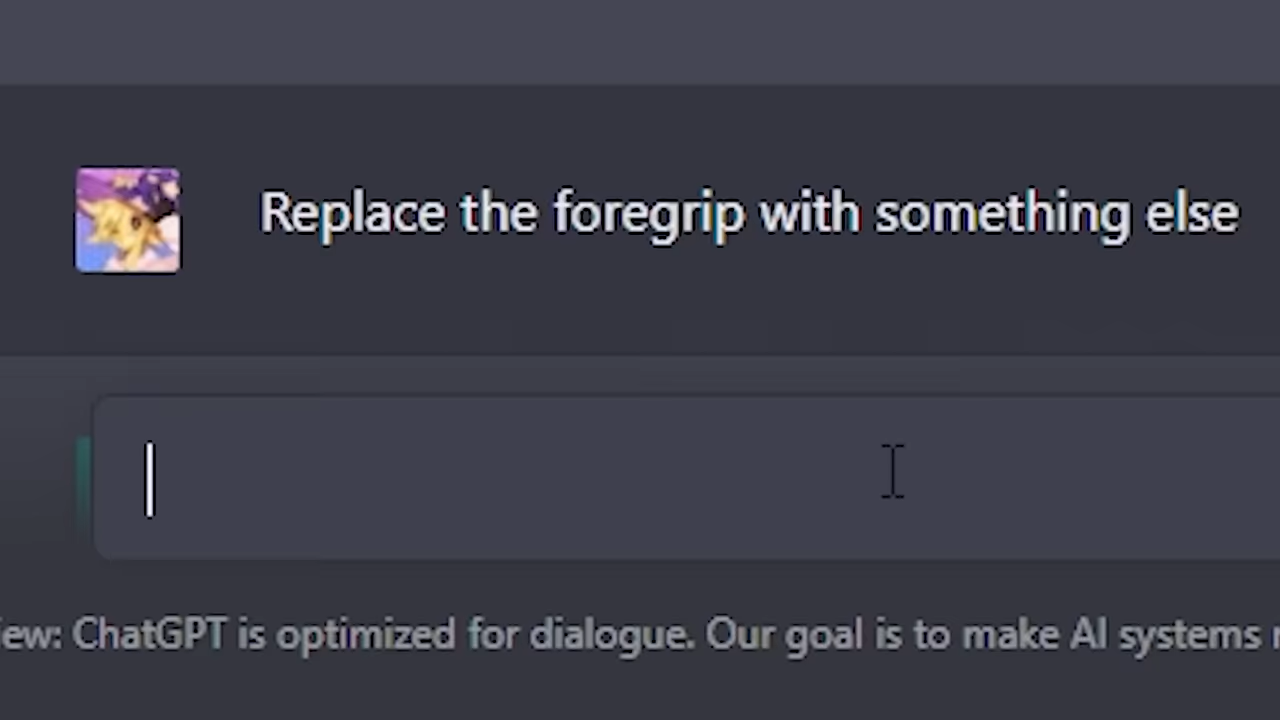 Replace the foregrip with something else
ChatGPT is optimized for dialogue. Our goal is to make AI systems